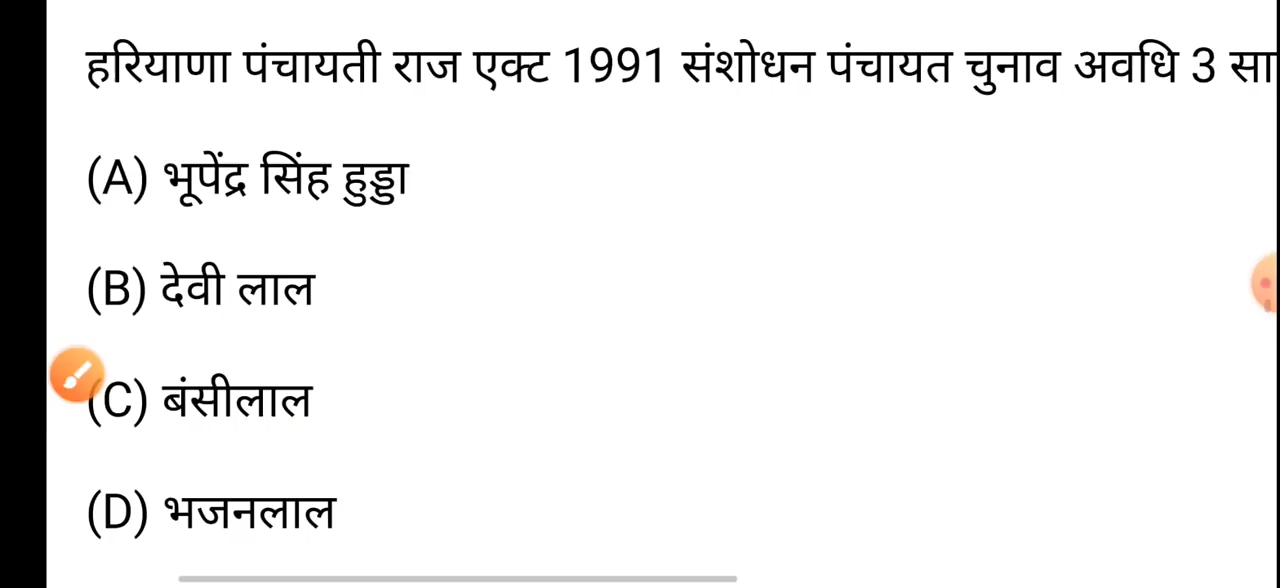 हरियाणा पंचायती राज एक्ट 1991 संशोधन पंचायत चुनाव अवधि 3
(A) भूपेंद्र सिंह हुड्डा
(B) देवी लाल
(C) बंसीलाल
(D) भजनलाल